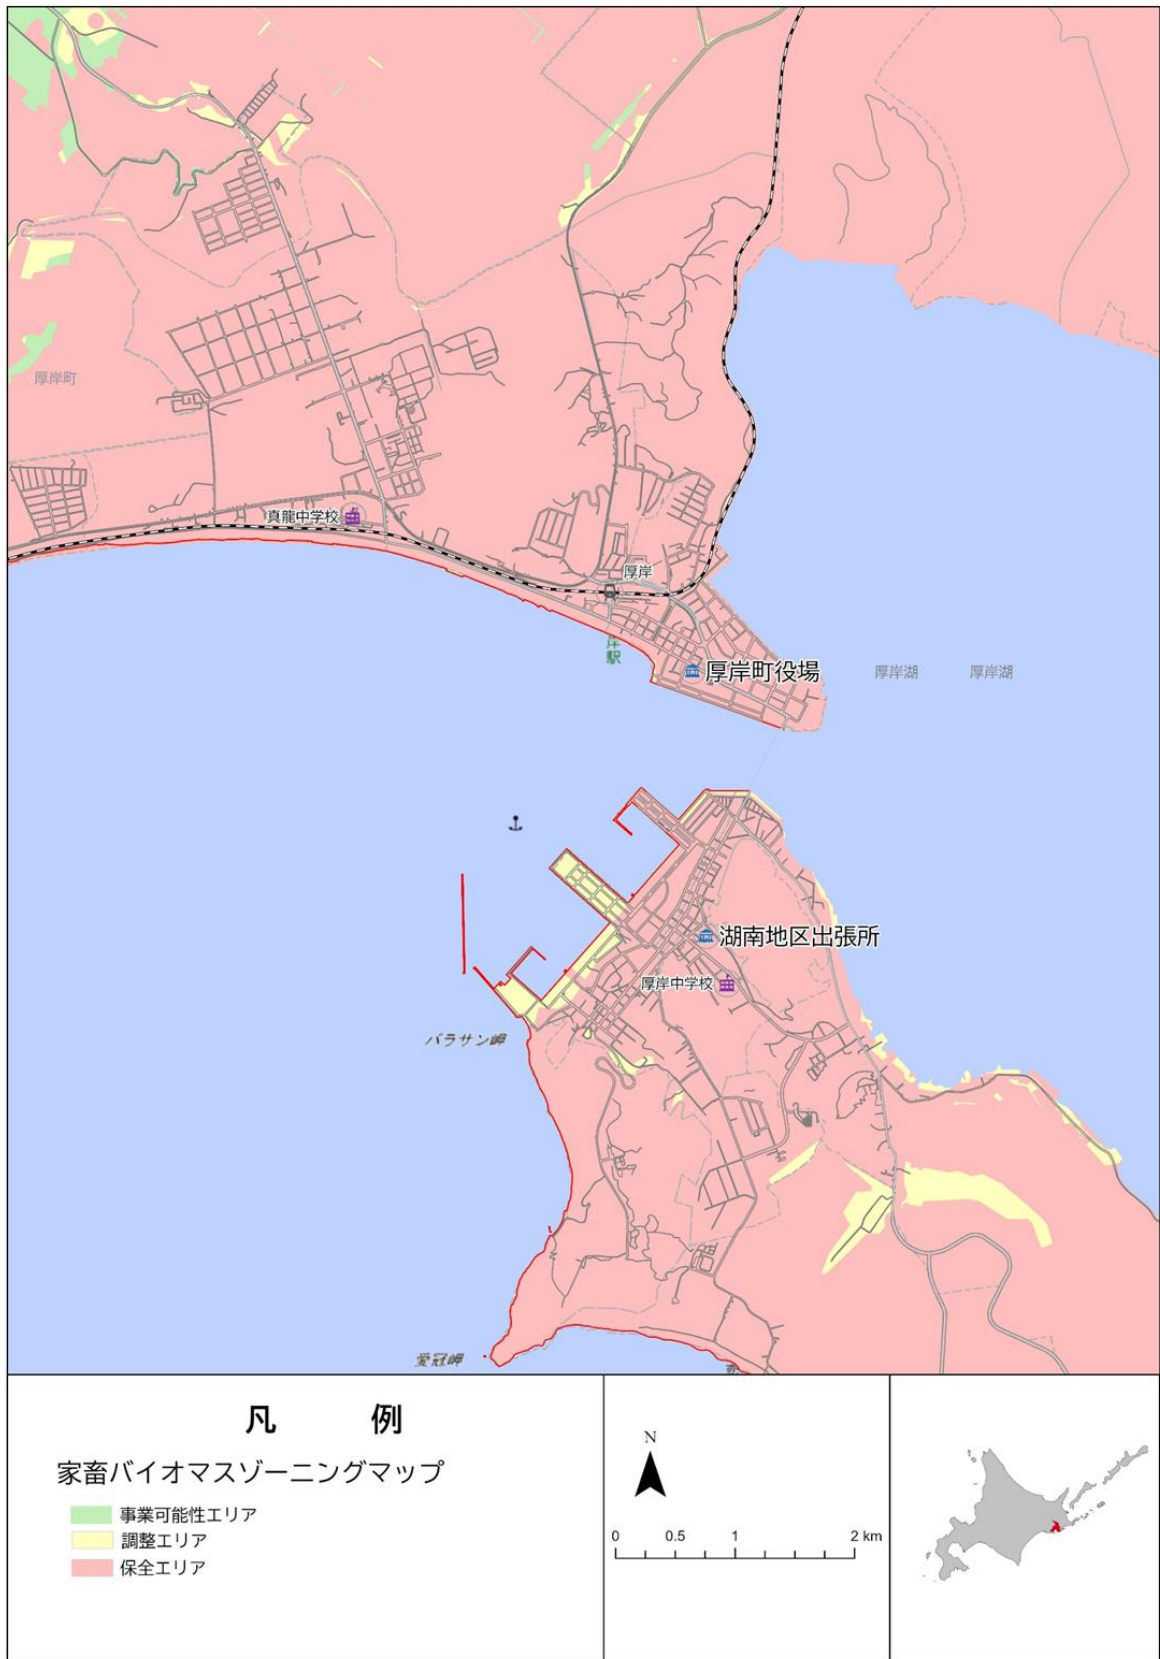 厚岸町
真龍中学校
厚岸
岸駅
厚岸町役場
厚岸湖
厚岸湖
湖南地区出張所
厚岸中学校
バラサン岬
愛冠岬
凡 例
家畜バイオマスゾーニングマップ
事業可能性エリア
調整エリア
保全エリア
N
0 0.5 1 2 km